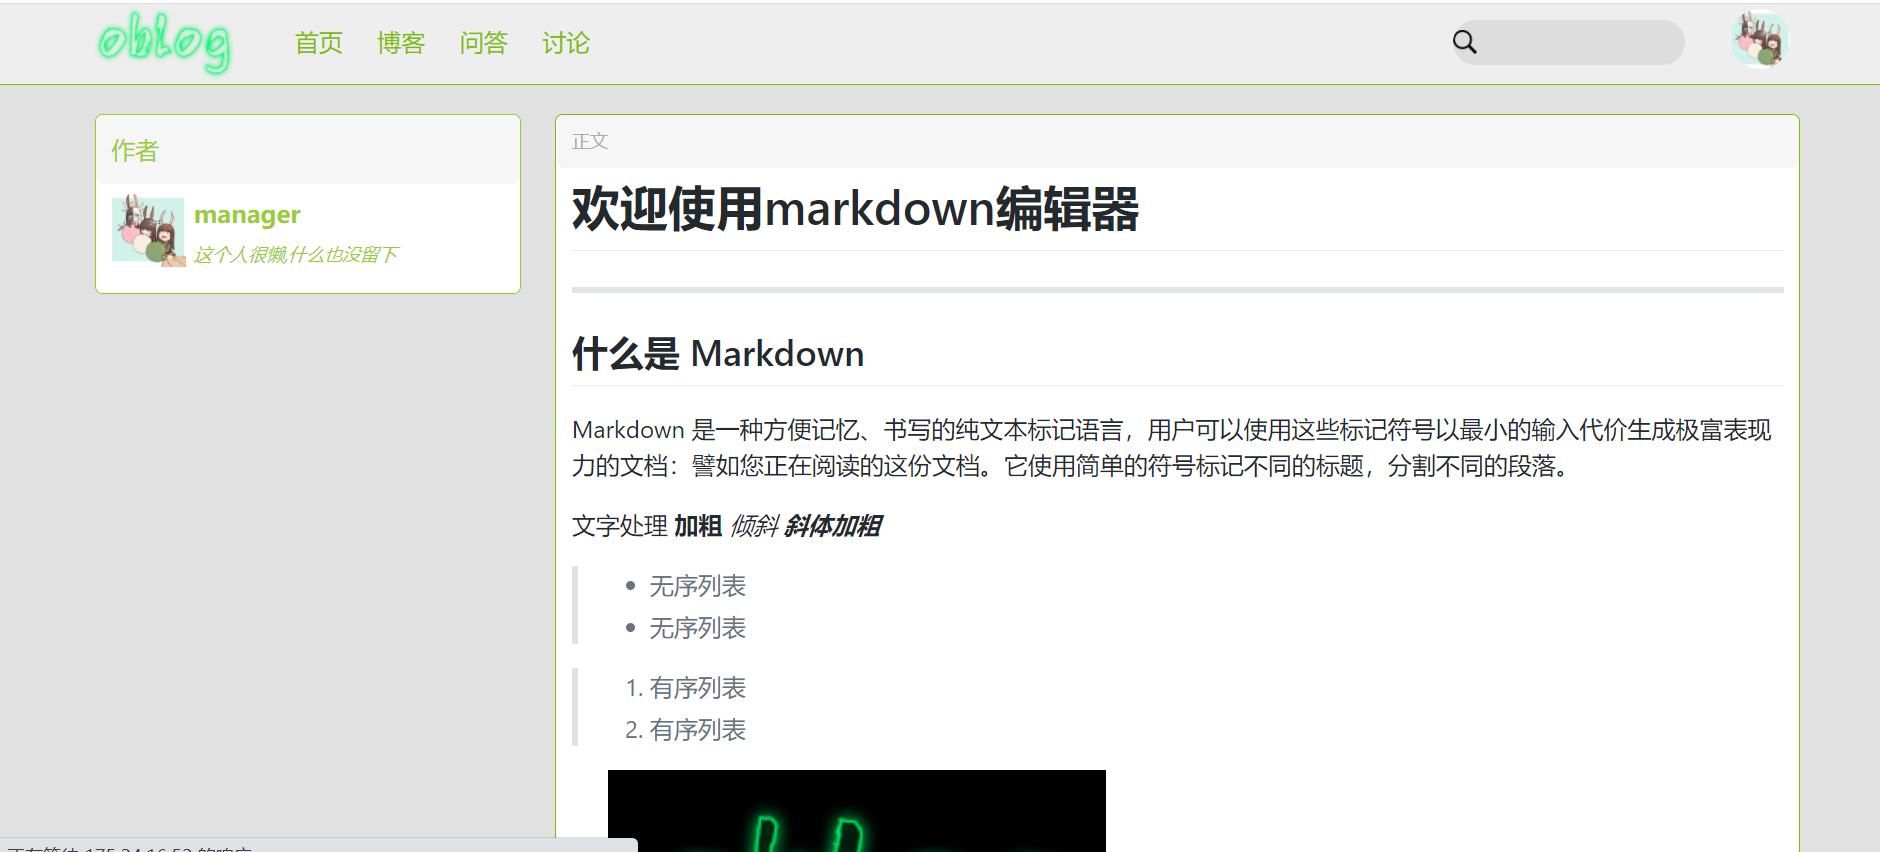 oblog
首页 博客 问答 讨论
作者
manager
这个人很懒,什么也没留下
正文
欢迎使用markdown编辑器
什么是 Markdown
Markdown 是一种方便记忆、书写的纯文本标记语言，用户可以使用这些标记符号以最小的输入代价生成极富表现
力的文档：譬如您正在阅读的这份文档。它使用简单的符号标记不同的标题，分割不同的段落。
文字处理 加粗 倾斜 斜体加粗
• 无序列表
• 无序列表
1. 有序列表
2. 有序列表